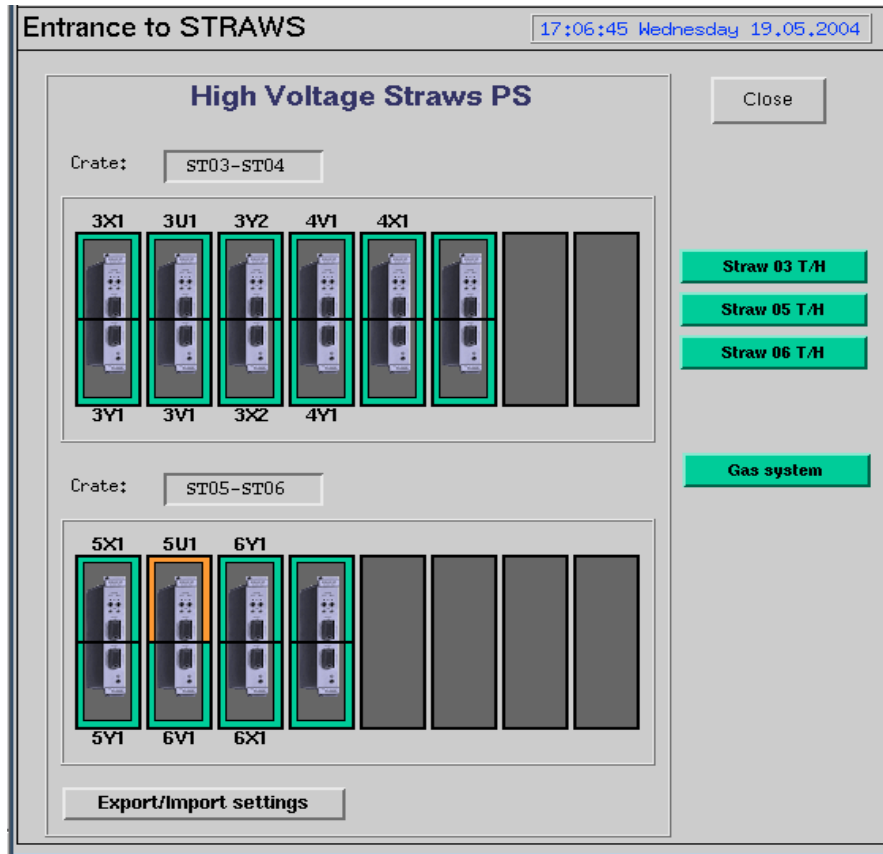 Entrance to STRAWS
17:06:45 Wednesday 19.05.2004
High Voltage Straws PS
Close
Crate: ST03-ST04
3X1 3U1 3Y2 4V1 4X1
3Y1 3V1 3X2 4Y1
Straw 03 T/H
Straw 05 T/H
Straw 06 T/H
Gas system
Crate: ST05-ST06
5X1 5U1 6Y1
5Y1 6V1 6X1
Export/Import settings